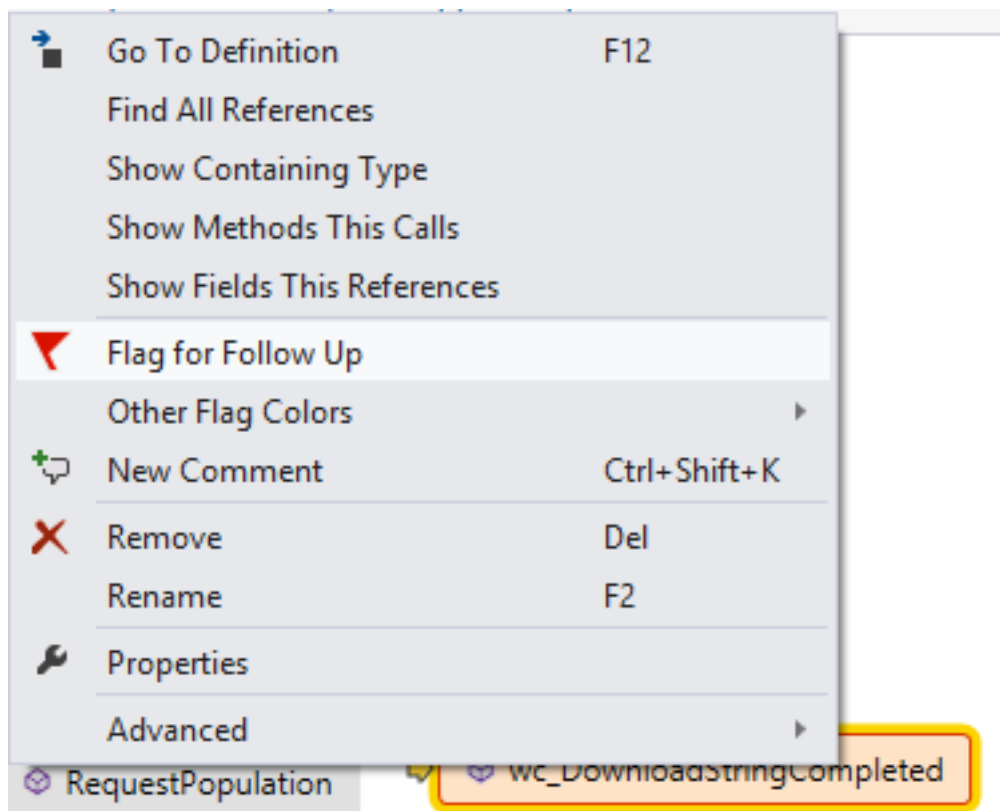 Go To Definition F12
Find All References
Show Containing Type
Show Methods This Calls
Show Fields This References
Flag for Follow Up
Other Flag Colors
New Comment Ctrl+Shift+K
Remove Del
Rename F2
Properties
Advanced
RequestPopulation wc_DownloadStringCompleted